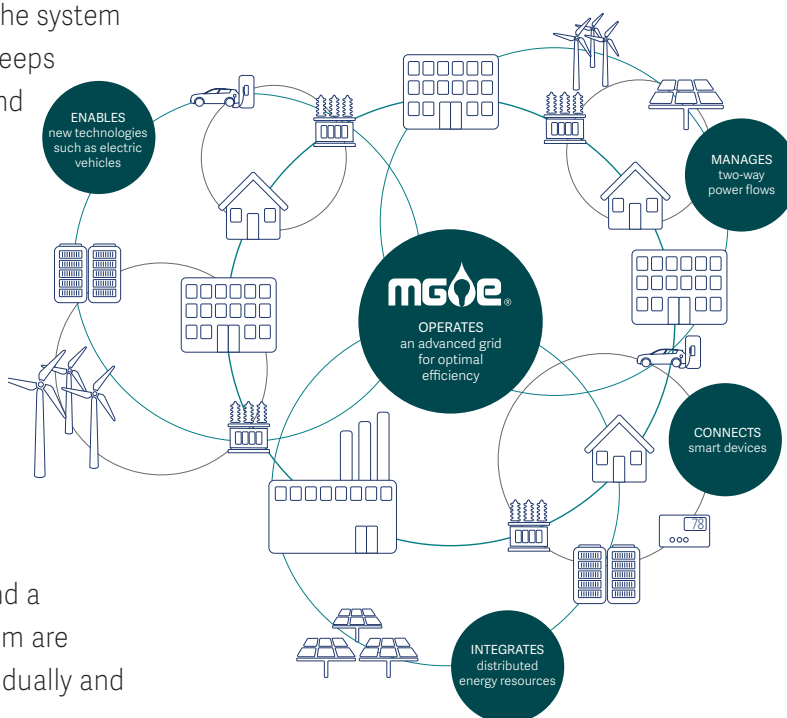 he system
eeps
nd
ENABLES
new technologies
such as electric
vehicles
MANAGES
two-way
power flows
mge®
OPERATES
an advanced grid
for optimal
efficiency
CONNECTS
smart devices
78
nd a
m are
dually and
INTEGRATES
distributed
energy resources